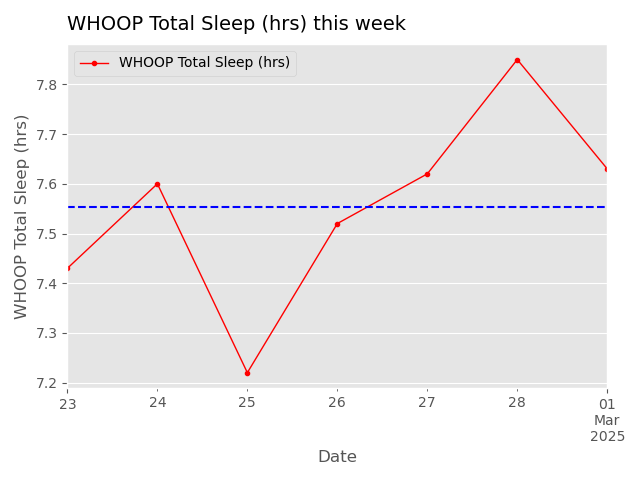 WHOOP Total Sleep (hrs) this week
WHOOP Total Sleep (hrs)
WHOOP Total Sleep (hrs)
7.8
7.7
7.6
7.5
7.4
7.3
7.2
23 24 25 26 27 28 01
Mar
2025
Date